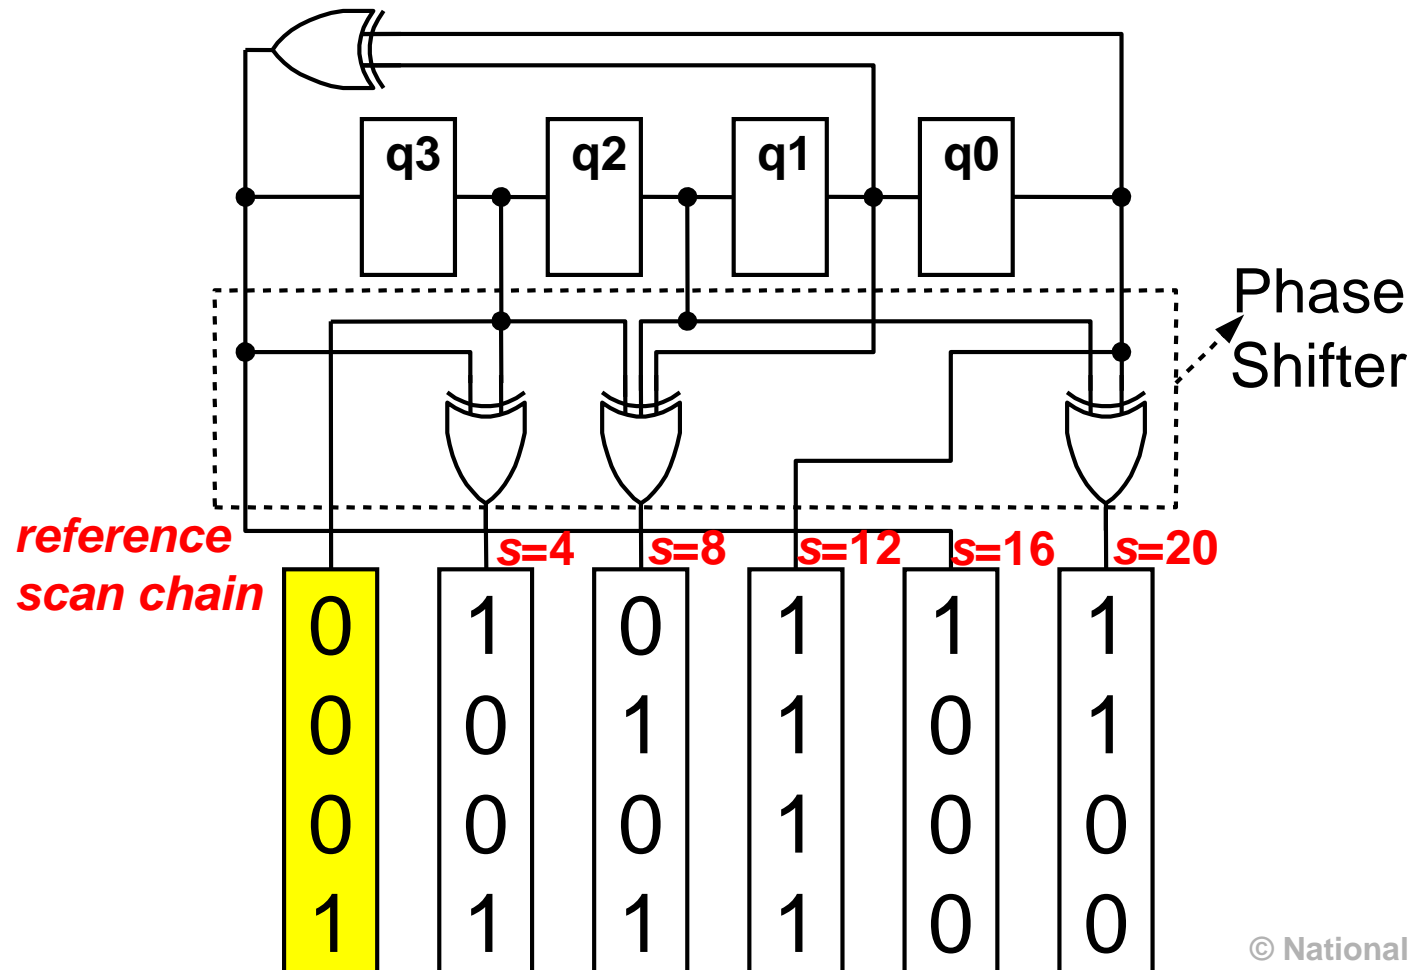 q3 q2 q1 q0
Phase
Shifter
reference
scan chain
s=4 s=8 s=12 s=16 s=20
0 1 0 1 1 1
0 0 1 1 0 1
0 0 0 1 0 0
1 1 1 1 0 0
© National